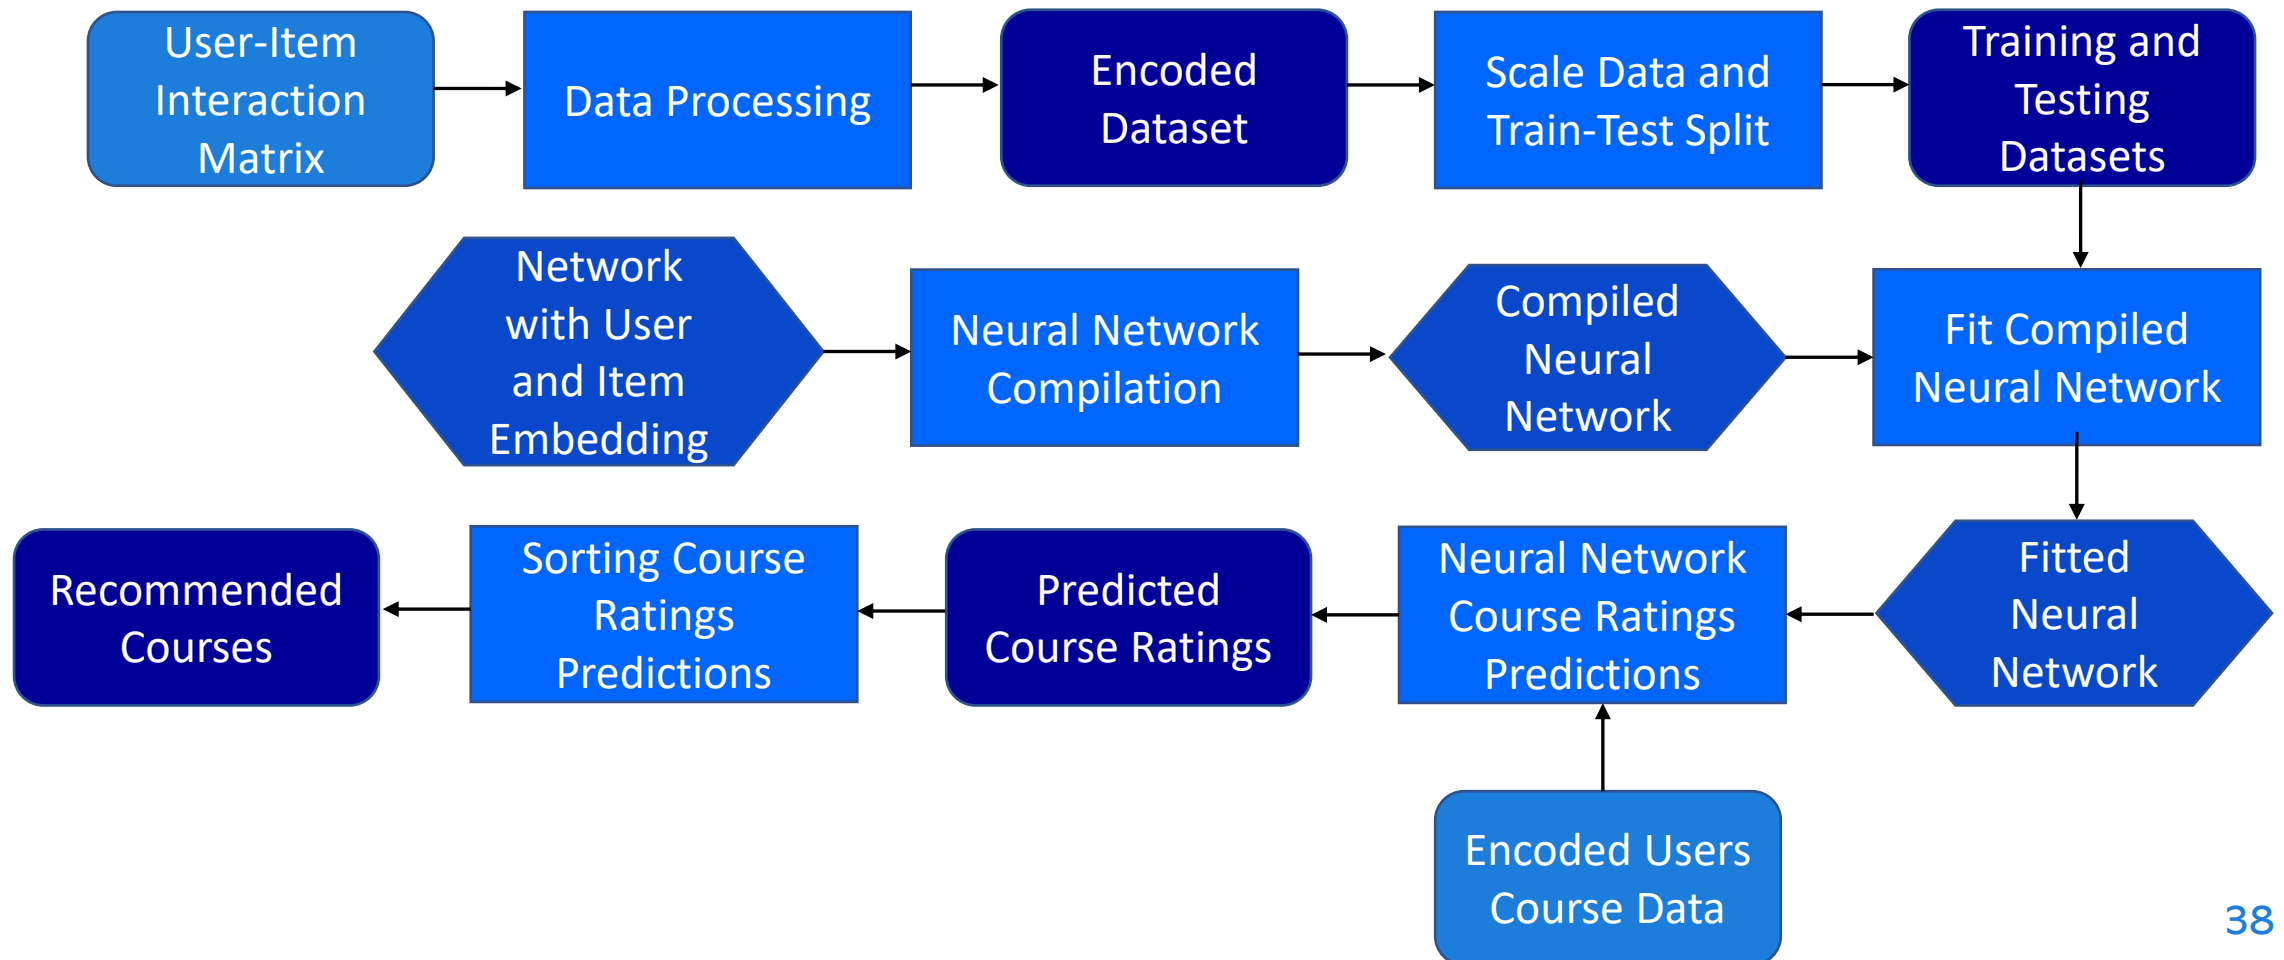 User-Item
Interaction
Matrix
Data Processing
Encoded
Dataset
Scale Data and
Train-Test Split
Training and
Testing
Datasets
Network
with User
and Item
Embedding
Neural Network
Compilation
Compiled
Neural
Network
Fit Compiled
Neural Network
Recommended
Courses
Sorting Course
Ratings
Predictions
Predicted
Course Ratings
Neural Network
Course Ratings
Predictions
Fitted
Neural
Network
Encoded Users
Course Data
38